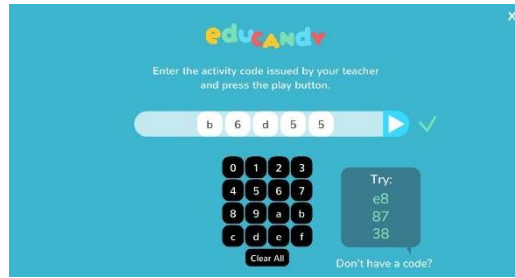 x
educandy
Enter the activity code issued by your teacher
and press the play button.
b 6 d 5 5
0 1 2 3
4 5 6 7
8 9 a b
c d e f
Clear All
Try:
e8
87
38
Don't have a code?